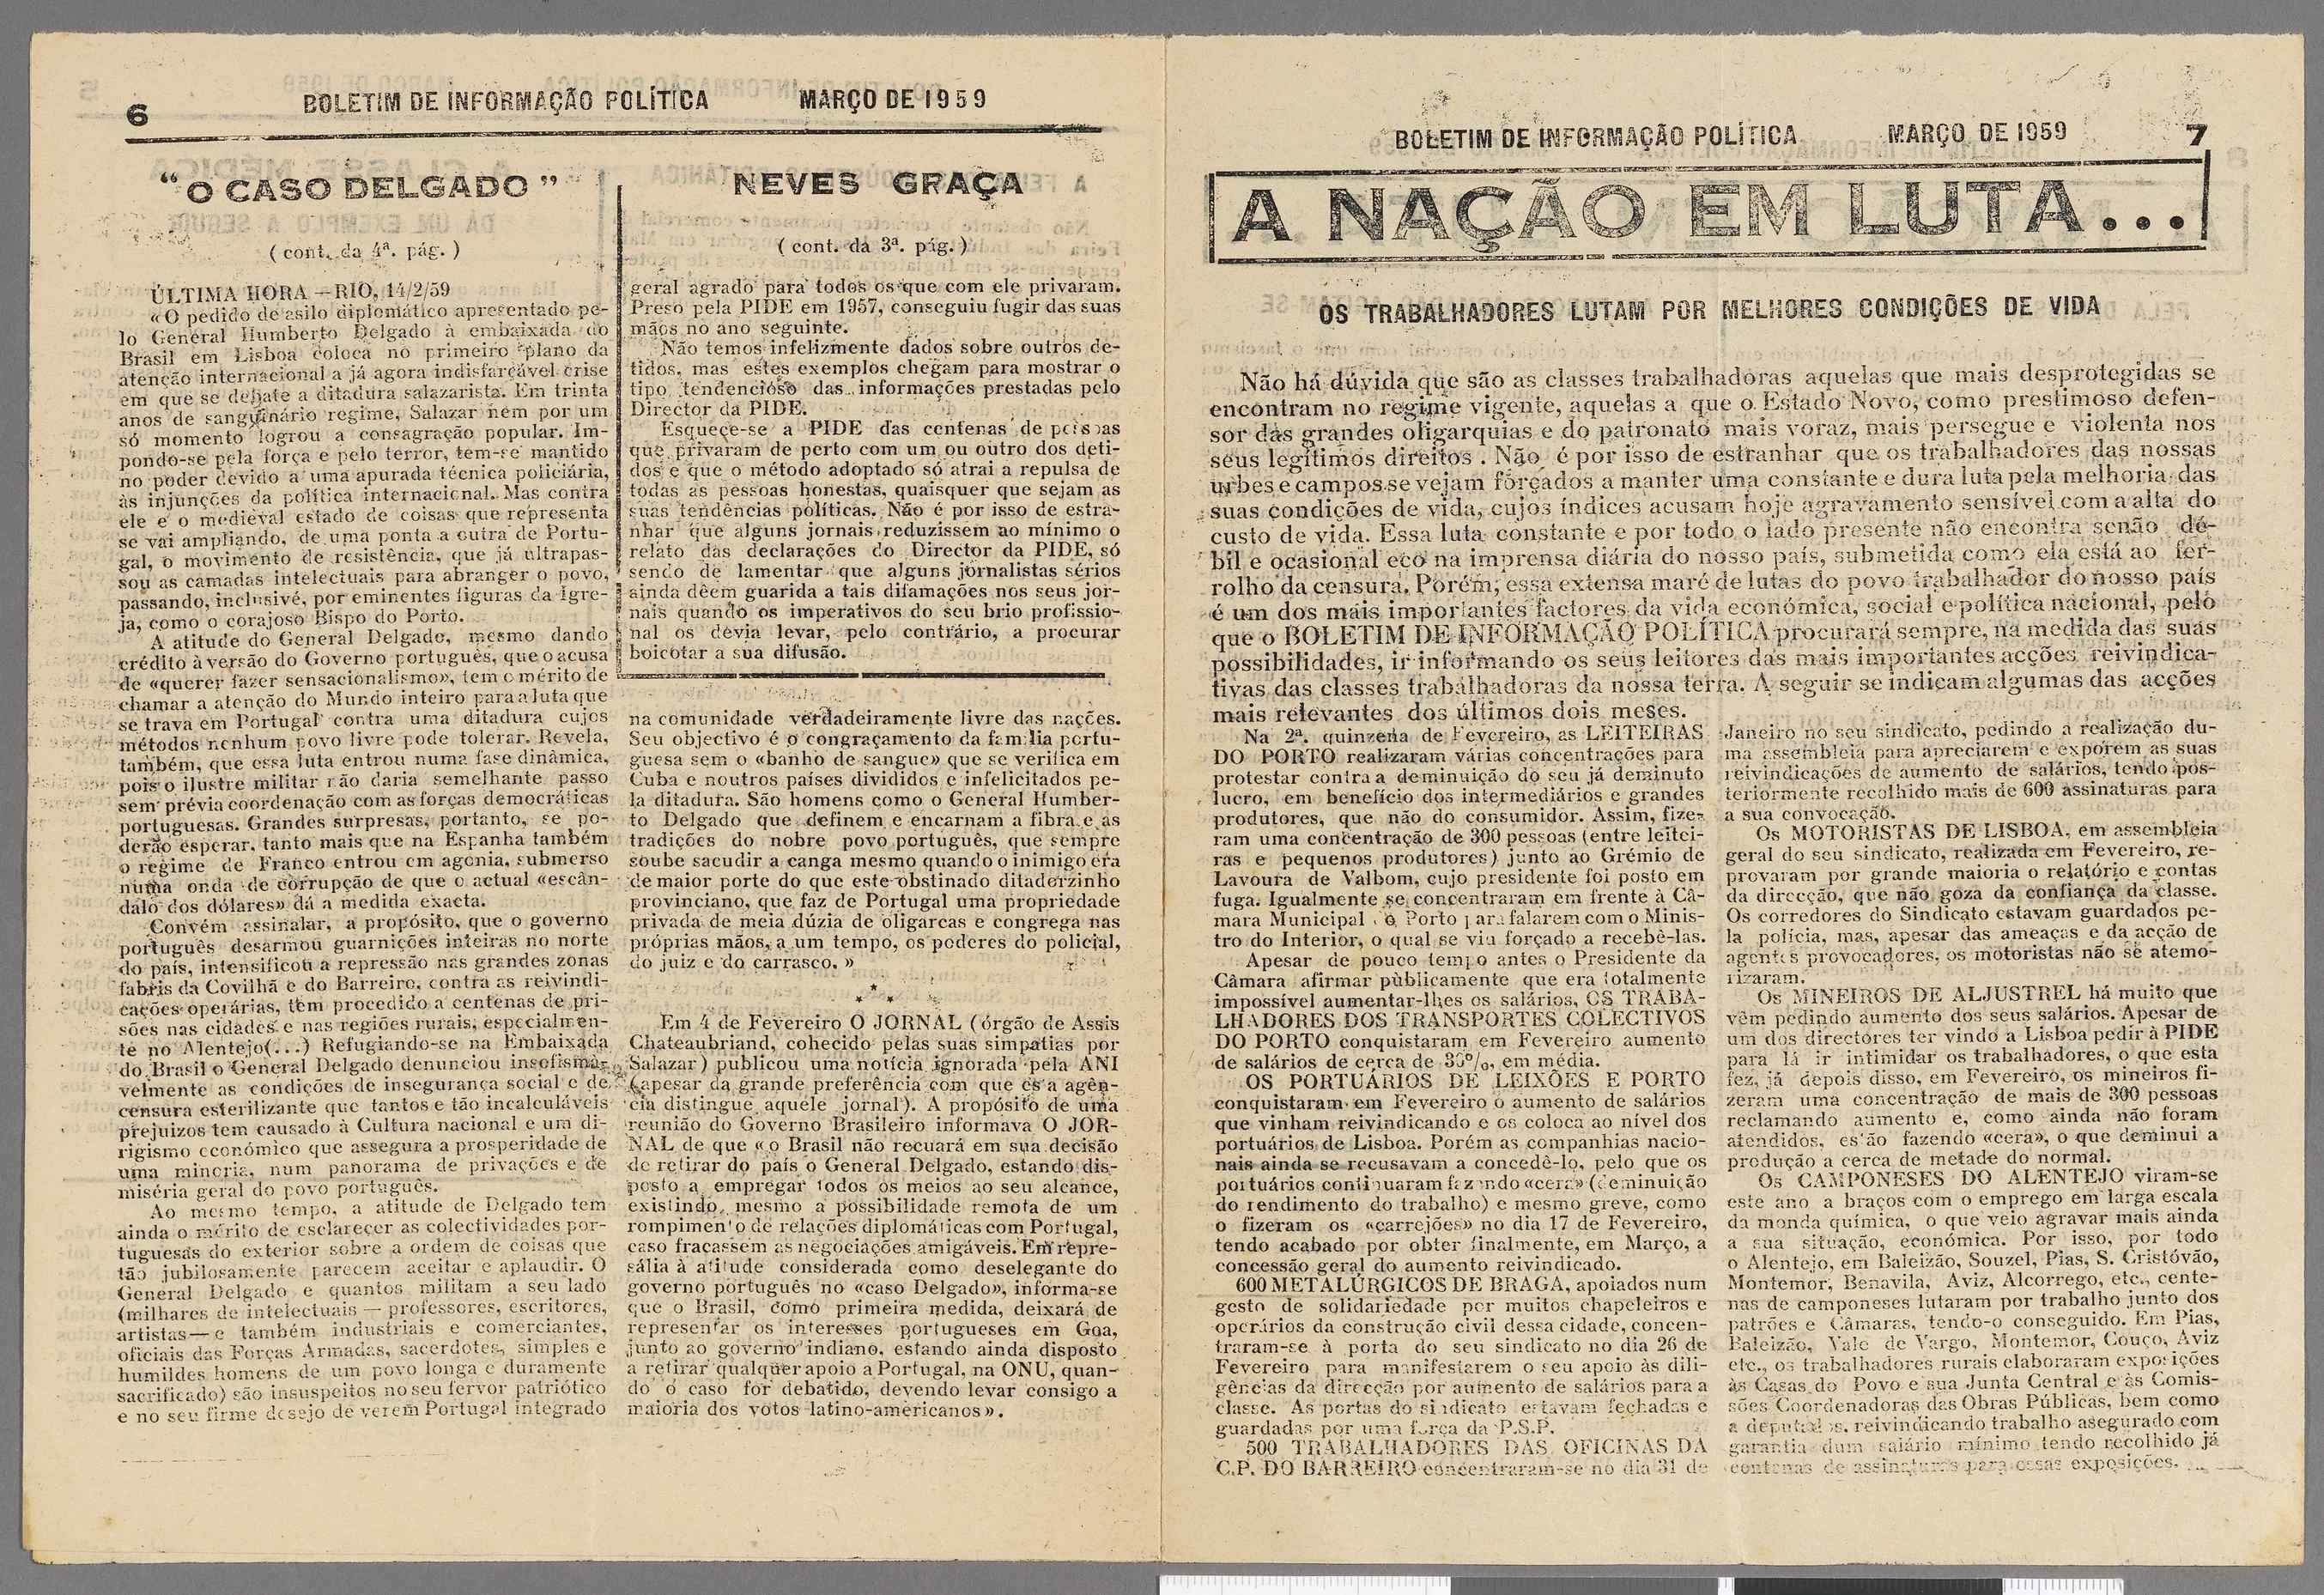 6
BOLETIM DE INFORMAÇÃO POLÍTICA MARÇO DE 1959
“O CASO DELGADO”
( cont. da 4ª. pág. )
ÚLTIMA HORA —RIO, 14/2/59
«O pedido de asilo diplomático apresentado pe-
lo General Humberto Delgado à embaixada do
Brasil em Lisboa coloca no primeiro plano da
atenção internacional a já agora indisfarçável crise
em que se debate a ditadura salazarista. Em trinta
anos de sanguinário regime, Salazar nem por um
só momento logrou a consagração popular. Im-
pondo-se pela força e pelo terror, tem-se mantido
no poder devido a uma apurada técnica policiária,
às injunções da política internacional. Mas contra
ele e o medieval estado de coisas que representa
se vai ampliando, de uma ponta a outra de Portu-
gal, o movimento de resistência, que já ultrapas-
sou as camadas intelectuais para abranger o povo,
passando, inclusivé, por eminentes figuras da Igre-
ja, como o corajoso Bispo do Porto.
A atitude do General Delgado, mesmo dando
crédito à versão do Governo português, que o acusa
de «querer fazer sensacionalismo», tem o mérito de
chamar a atenção do Mundo inteiro para a luta que
se trava em Portugal contra uma ditadura cujos
métodos nenhum povo livre pode tolerar. Revela,
também, que essa luta entrou numa fase dinâmica,
pois o ilustre militar não daria semelhante passo
sem prévia coordenação com as forças democráticas
portuguesas. Grandes surpresas, portanto, se po-
derão esperar, tanto mais que na Espanha também
o regime de Franco entrou em agonia, submerso
numa onda de corrupção de que o actual «escân-
dalo dos dólares» dá a medida exacta.
Convém assinalar, a propósito, que o governo
português desarmou guarnições inteiras no norte
do país, intensificou a repressão nas grandes zonas
fabris da Covilhã e do Barreiro, contra as reivindi-
cações operárias, têm procedido a centenas de pri-
sões nas cidades e nas regiões rurais, especialmen-
te no Alentejo(...) Refugiando-se na Embaixada
do Brasil o General Delgado denunciou insofismà-
velmente as condições de insegurança social e de
censura esterilizante que tantos e tão incalculáveis
prejuizos tem causado à Cultura nacional e um di-
rigismo económico que assegura a prosperidade de
uma minoria, num panorama de privações e de
miséria geral do povo português.
Ao mesmo tempo, a atitude de Delgado tem
ainda o mérito de esclarecer as colectividades por-
tuguesas do exterior sobre a ordem de coisas que
tão jubilosamente parecem aceitar e aplaudir. O
General Delgado e quantos militam a seu lado
(milhares de intelectuais — professores, escritores,
artistas — e também industriais e comerciantes,
oficiais das Forças Armadas, sacerdotes, simples e
humildes homens de um povo longa e duramente
sacrificado) são insuspeitos no seu fervor patriótico
e no seu firme desejo de verem Portugal integrado
NEVES GRAÇA
( cont. da 3ª. pág. )
geral agrado para todos os que com ele privaram.
Preso pela PIDE em 1957, conseguiu fugir das suas
mãos no ano seguinte.
Não temos infelizmente dados sobre outros de-
tidos, mas estes exemplos chegam para mostrar o
tipo tendencioso das informações prestadas pelo
Director da PIDE.
Esquece-se a PIDE das centenas de pessoas
que privaram de perto com um ou outro dos deti-
dos e que o método adoptado só atrai a repulsa de
todas as pessoas honestas, quaisquer que sejam as
suas tendências políticas. Não é por isso de estra-
nhar que alguns jornais reduzissem ao mínimo o
relato das declarações do Director da PIDE, só
sendo de lamentar que alguns jornalistas sérios
ainda dêem guarida a tais difamações nos seus jor-
nais quando os imperativos do seu brio profissio-
nal os devia levar, pelo contrário, a procurar
boicotar a sua difusão.
na comunidade verdadeiramente livre das nações.
Seu objectivo é o congraçamento da familia portu-
guesa sem o «banho de sangue» que se verifica em
Cuba e noutros países divididos e infelicitados pe-
la ditadura. São homens como o General Humber-
to Delgado que definem e encarnam a fibra e as
tradições do nobre povo português, que sempre
soube sacudir a canga mesmo quando o inimigo era
de maior porte do que este obstinado ditadorzinho
provinciano, que faz de Portugal uma propriedade
privada de meia dúzia de oligarcas e congrega nas
próprias mãos, a um tempo, os poderes do policial,
do juiz e do carrasco. »
* * *
Em 4 de Fevereiro O JORNAL (órgão de Assis
Chateaubriand, cohecido pelas suas simpatias por
Salazar) publicou uma notícia ignorada pela ANI
(apesar da grande preferência com que esta agên-
cia distingue aquele jornal). A propósito de uma
reunião do Governo Brasileiro informava O JOR-
NAL de que «o Brasil não recuará em sua decisão
de retirar do país o General Delgado, estando dis-
posto a empregar todos os meios ao seu alcance,
existindo, mesmo a possibilidade remota de um
rompimento de relações diplomáticas com Portugal,
caso fracassem as negociações amigáveis. Em repre-
sália à atitude considerada como deselegante do
governo português no «caso Delgado», informa-se
que o Brasil, como primeira medida, deixará de
representar os interesses portugueses em Goa,
junto ao governo indiano, estando ainda disposto
a retirar qualquer apoio a Portugal, na ONU, quan-
do o caso for debatido, devendo levar consigo a
maioria dos votos latino-americanos».
BOLETIM DE INFORMAÇÃO POLÍTICA MARÇO DE 1959 7
A NAÇÃO EM LUTA...
OS TRABALHADORES LUTAM POR MELHORES CONDIÇÕES DE VIDA
Não há dúvida que são as classes trabalhadoras aquelas que mais desprotegidas se
encontram no regime vigente, aquelas a que o Estado Novo, como prestimoso defen-
sor das grandes oligarquias e do patronato mais voraz, mais persegue e violenta nos
seus legítimos direitos . Não é por isso de estranhar que os trabalhadores das nossas
urbes e campos se vejam forçados a manter uma constante e dura luta pela melhoria das
suas condições de vida, cujos índices acusam hoje agravamento sensível com a alta do
custo de vida. Essa luta constante e por todo o lado presente não encontra senão dé-
bil e ocasional eco na imprensa diária do nosso país, submetida como ela está ao fer-
rolho da censura. Porém, essa extensa maré de lutas do povo trabalhador do nosso país
é um dos mais importantes factores da vida económica, social e política nacional, pelo
que o BOLETIM DE INFORMAÇÃO POLÍTICA procurará sempre, na medida das suas
possibilidades, ir informando os seus leitores das mais importantes acções reivindica-
tivas das classes trabalhadoras da nossa terra. A seguir se indicam algumas das acções
mais relevantes dos últimos dois meses.
Na 2ª. quinzena de Fevereiro, as LEITEIRAS
DO PORTO realizaram várias concentrações para
protestar contra a deminuição do seu já deminuto
lucro, em benefício dos intermediários e grandes
produtores, que não do consumidor. Assim, fize-
ram uma concentração de 300 pessoas (entre leitei-
ras e pequenos produtores) junto ao Grémio de
Lavoura de Valbom, cujo presidente foi posto em
fuga. Igualmente se concentraram em frente à Câ-
mara Municipal do Porto para falarem com o Minis-
tro do Interior, o qual se viu forçado a recebê-las.
Apesar de pouco tempo antes o Presidente da
Câmara afirmar pùblicamente que era totalmente
impossível aumentar-lhes os salários, OS TRABA-
LHADORES DOS TRANSPORTES COLECTIVOS
DO PORTO conquistaram em Fevereiro aumento
de salários de cerca de 30%, em média.
OS PORTUÁRIOS DE LEIXÕES E PORTO
conquistaram em Fevereiro o aumento de salários
que vinham reivindicando e os coloca ao nível dos
portuários de Lisboa. Porém as companhias nacio-
nais ainda se recusavam a concedê-lo, pelo que os
portuários continuaram fazendo «cera» (deminuição
do rendimento do trabalho) e mesmo greve, como
o fizeram os «carrejões» no dia 17 de Fevereiro,
tendo acabado por obter finalmente, em Março, a
concessão geral do aumento reivindicado.
600 METALÚRGICOS DE BRAGA, apoiados num
gesto de solidariedade por muitos chapeleiros e
operários da construção civil dessa cidade, concen-
traram-se à porta do seu sindicato no dia 26 de
Fevereiro para manifestarem o seu apoio às dili-
gências da direcção por aumento de salários para a
classe. As portas do sindicato estavam fechadas e
guardadas por uma força da P.S.P.
500 TRABALHADORES DAS OFICINAS DA
C.P. DO BARREIRO concentraram-se no dia 31 de
Janeiro no seu sindicato, pedindo a realização du-
ma assembleia para apreciarem e exporem as suas
reivindicações de aumento de salários, tendo pos-
teriormente recolhido mais de 600 assinaturas para
a sua convocação.
Os MOTORISTAS DE LISBOA, em assembleia
geral do seu sindicato, realizada em Fevereiro, re-
provaram por grande maioria o relatório e contas
da direcção, que não goza da confiança da classe.
Os corredores do Sindicato estavam guardados pe-
la polícia, mas, apesar das ameaças e da acção de
agentes provocadores, os motoristas não se atemo-
rizaram.
Os MINEIROS DE ALJUSTREL há muito que
vêm pedindo aumento dos seus salários. Apesar de
um dos directores ter vindo a Lisboa pedir à PIDE
para lá ir intimidar os trabalhadores, o que esta
fez, já depois disso, em Fevereiro, os mineiros fi-
zeram uma concentração de mais de 300 pessoas
reclamando aumento e, como ainda não foram
atendidos, estão fazendo «cera», o que deminui a
produção a cerca de metade do normal.
Os CAMPONESES DO ALENTEJO viram-se
este ano a braços com o emprego em larga escala
da monda química, o que veio agravar mais ainda
a sua situação, económica. Por isso, por todo
o Alentejo, em Baleizão, Souzel, Pias, S. Cristóvão,
Montemor, Benavila, Aviz, Alcorrego, etc., cente-
nas de camponeses lutaram por trabalho junto dos
patrões e Câmaras, tendo-o conseguido. Em Pias,
Baleizão, Vale de Vargo, Montemor, Couço, Aviz
etc., os trabalhadores rurais elaboraram exposições
às Casas do Povo e sua Junta Central e às Comis-
sões Coordenadoras das Obras Públicas, bem como
a deputados, reivindicando trabalho asegurado com
garantia dum salário mínimo tendo recolhido já
centenas de assinaturas para essas exposições.